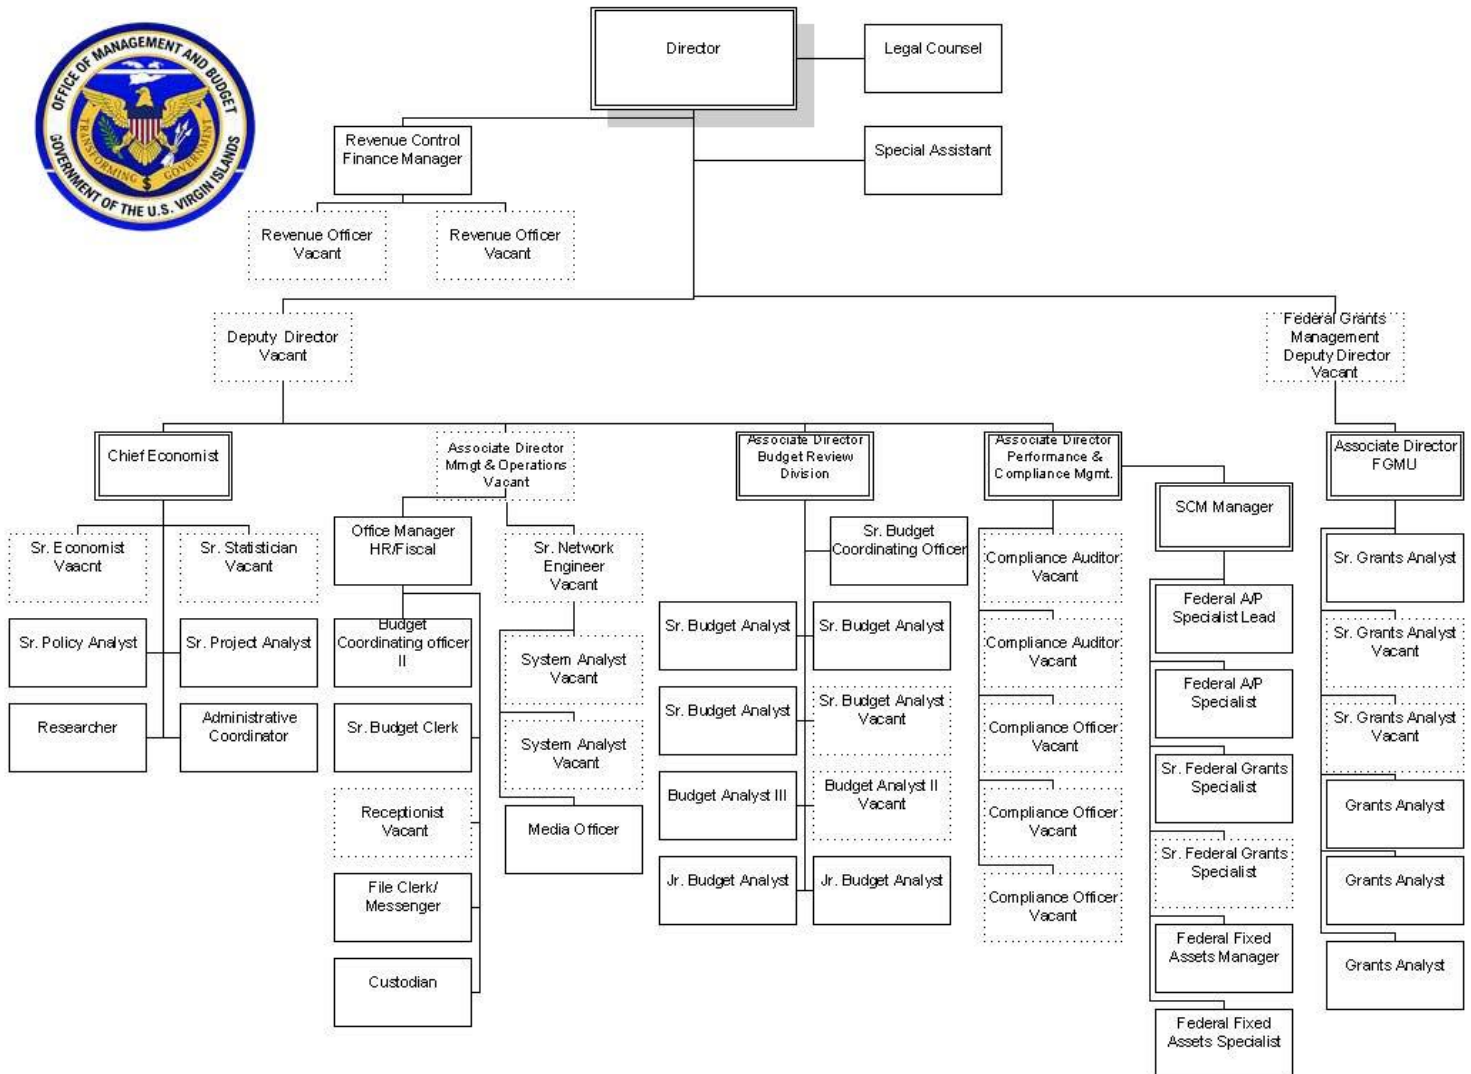 OFFICE OF MANAGEMENT AND BUDGET
TRANSFORMING GOVERNMENT
$
GOVERNMENT OF THE U.S. VIRGIN ISLANDS
Director
Legal Counsel
Special Assistant
Revenue Control
Finance Manager
Revenue Officer
Vacant
Revenue Officer
Vacant
Deputy Director
Vacant
Federal Grants
Management
Deputy Director
Vacant
Chief Economist
Associate Director
Mmgt & Operations
Vacant
Associate Director
Budget Review
Division
Associate Director
Performance &
Compliance Mgmt.
SCM Manager
Associate Director
FGMU
Sr. Economist
Vaacnt
Sr. Statistician
Vacant
Sr. Policy Analyst
Sr. Project Analyst
Researcher
Administrative
Coordinator
Office Manager
HR/Fiscal
Budget
Coordinating officer
II
Sr. Budget Clerk
Receptionist
Vacant
File Clerk/
Messenger
Custodian
Sr. Network
Engineer
Vacant
System Analyst
Vacant
System Analyst
Vacant
Media Officer
Sr. Budget
Coordinating Officer
Sr. Budget Analyst
Sr. Budget Analyst
Sr. Budget Analyst
Sr. Budget Analyst
Vacant
Budget Analyst III
Budget Analyst II
Vacant
Jr. Budget Analyst
Jr. Budget Analyst
Compliance Auditor
Vacant
Compliance Auditor
Vacant
Compliance Officer
Vacant
Compliance Officer
Vacant
Compliance Officer
Vacant
Federal A/P
Specialist Lead
Federal A/P
Specialist
Sr. Federal Grants
Specialist
Sr. Federal Grants
Specialist
Federal Fixed
Assets Manager
Federal Fixed
Assets Specialist
Sr. Grants Analyst
Sr. Grants Analyst
Vacant
Sr. Grants Analyst
Vacant
Grants Analyst
Grants Analyst
Grants Analyst